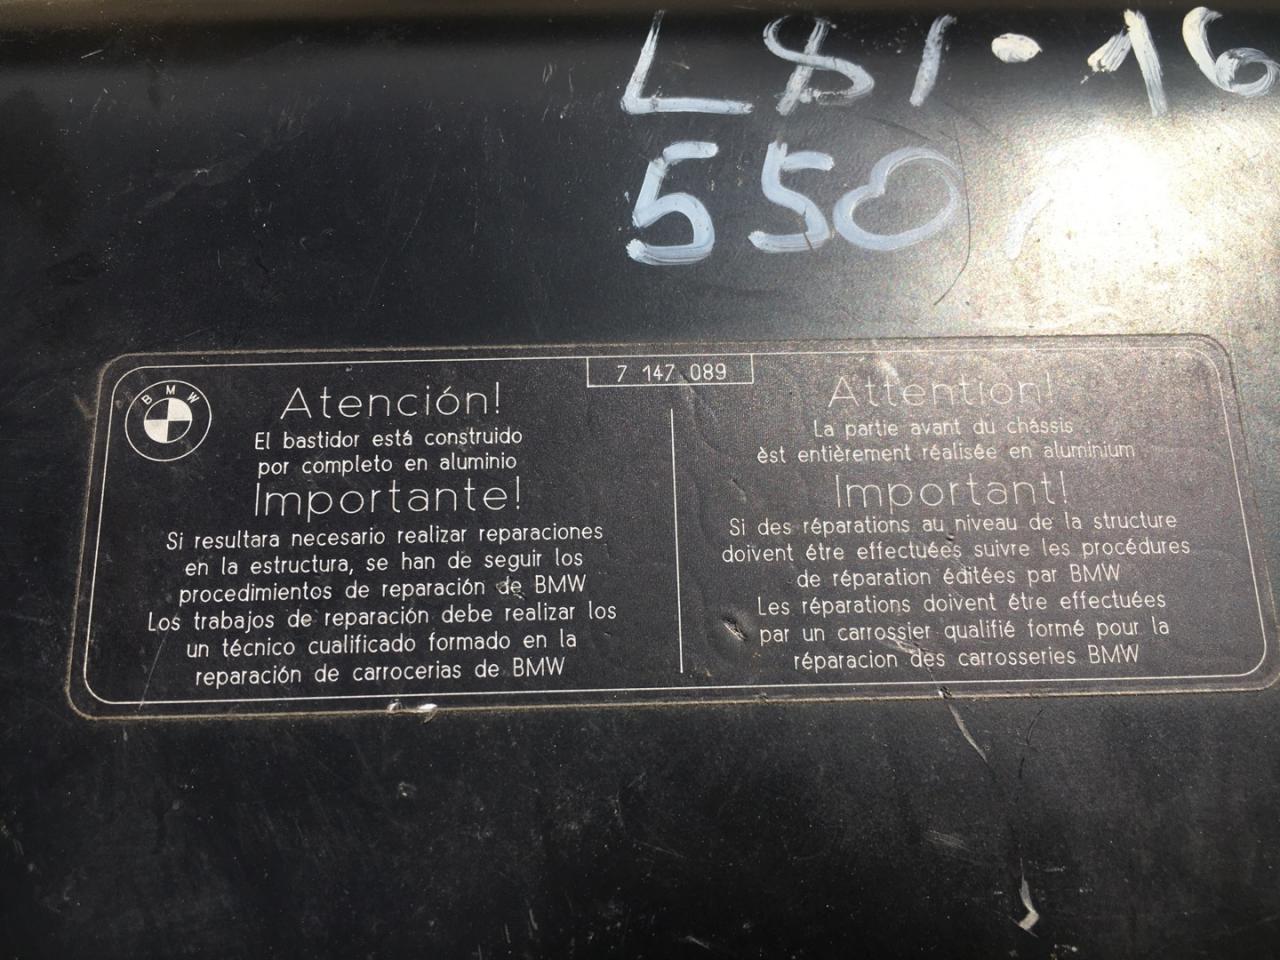 L81·16
550
7 147 089
BMW
Atención!
El bastidor está construido
por completo en aluminio
Importante!
Si resultara necesario realizar reparaciones
en la estructura, se han de seguir los
procedimientos de reparación de BMW
Los trabajos de reparación debe realizar los
un técnico cualificado formado en la
reparación de carrocerias de BMW
Attention!
La partie avant du châssis
èst entièrement réalisée en aluminium
Important!
Si des réparations au niveau de la structure
doivent étre effectuées suivre les procédures
de réparation éditées par BMW
Les réparations doivent étre effectuées
par un carrossier qualifié formé pour la
réparacion des carrosseries BMW